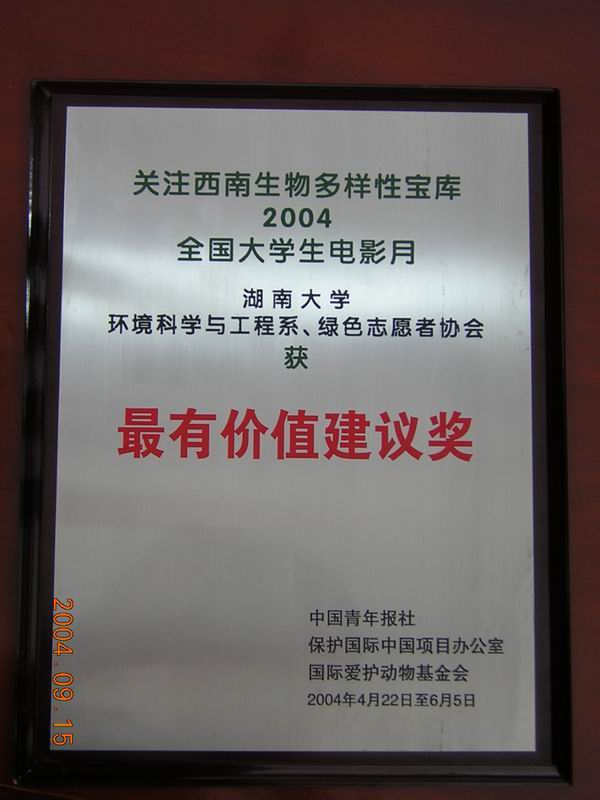 关注西南生物多样性宝库
2004
全国大学生电影月
湖南大学
环境科学与工程系、绿色志愿者协会
获
最有价值建议奖
中国青年报社
保护国际中国项目办公室
国际爱护动物基金会
2004年4月22日至6月5日
2004.09.15